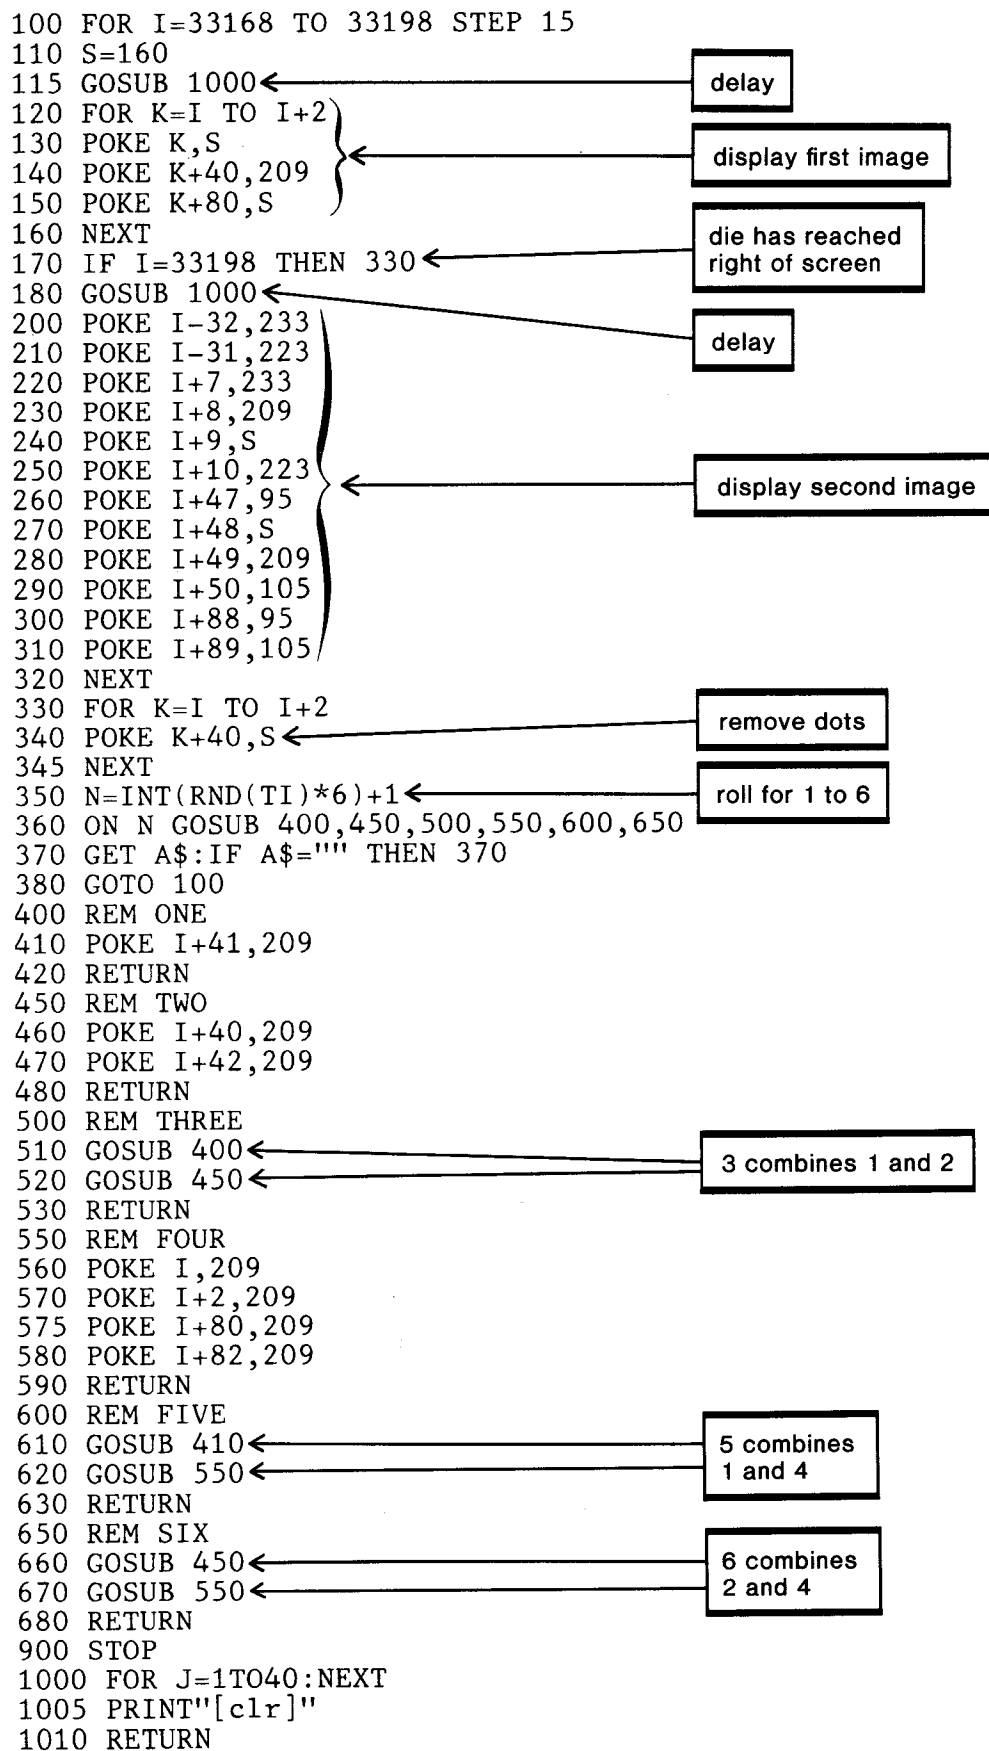 100 FOR I=33168 TO 33198 STEP 15
110 S=160
115 GOSUB 1000
delay
120 FOR K=I TO I+2
130 POKE K,S
140 POKE K+40,209
display first image
150 POKE K+80,S
160 NEXT
170 IF I=33198 THEN 330
die has reached
right of screen
180 GOSUB 1000
delay
200 POKE I-32,233
210 POKE I-31,223
220 POKE I+7,233
230 POKE I+8,209
240 POKE I+9,S
250 POKE I+10,223
260 POKE I+47,95
display second image
270 POKE I+48,S
280 POKE I+49,209
290 POKE I+50,105
300 POKE I+88,95
310 POKE I+89,105
320 NEXT
330 FOR K=I TO I+2
340 POKE K+40,S
remove dots
345 NEXT
350 N=INT(RND(TI)*6)+1
roll for 1 to 6
360 ON N GOSUB 400,450,500,550,600,650
370 GET A$:IF A$="" THEN 370
380 GOTO 100
400 REM ONE
410 POKE I+41,209
420 RETURN
450 REM TWO
460 POKE I+40,209
470 POKE I+42,209
480 RETURN
500 REM THREE
510 GOSUB 400
520 GOSUB 450
3 combines 1 and 2
530 RETURN
550 REM FOUR
560 POKE I,209
570 POKE I+2,209
575 POKE I+80,209
580 POKE I+82,209
590 RETURN
600 REM FIVE
610 GOSUB 410
620 GOSUB 550
5 combines
1 and 4
630 RETURN
650 REM SIX
660 GOSUB 450
670 GOSUB 550
6 combines
2 and 4
680 RETURN
900 STOP
1000 FOR J=1TO40:NEXT
1005 PRINT"[clr]"
1010 RETURN